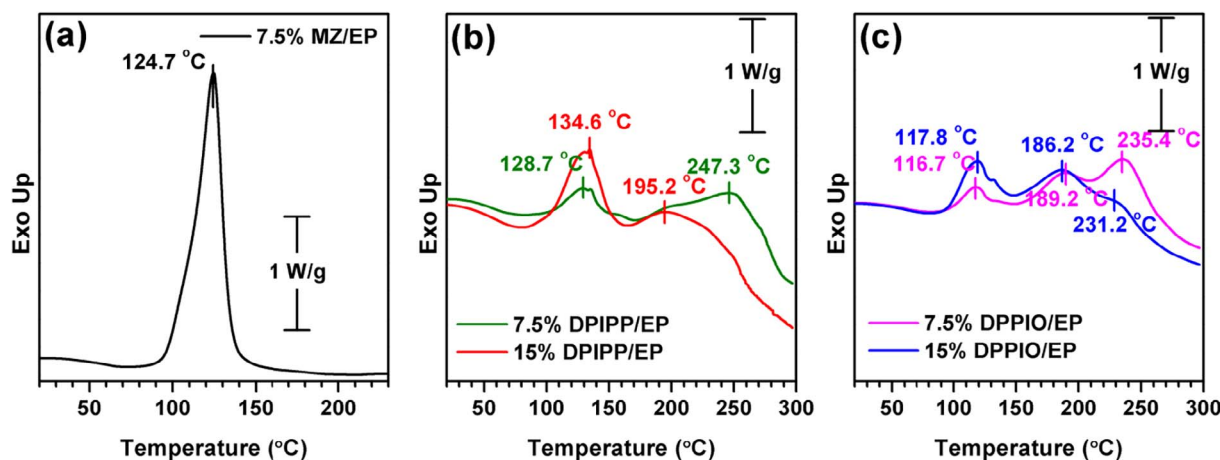 (a)
7.5% MZ/EP
124.7 °C
1 W/g
Exo Up
50 100 150 200
Temperature (°C)
(b)
1 W/g
134.6 °C
128.7 °C
247.3 °C
195.2 °C
7.5% DPIPP/EP
15% DPIPP/EP
Exo Up
50 100 150 200 250 300
Temperature (°C)
(c)
1 W/g
117.8 °C
186.2 °C
235.4 °C
116.7 °C
189.2 °C
231.2 °C
7.5% DPPIO/EP
15% DPPIO/EP
Exo Up
50 100 150 200 250 300
Temperature (°C)